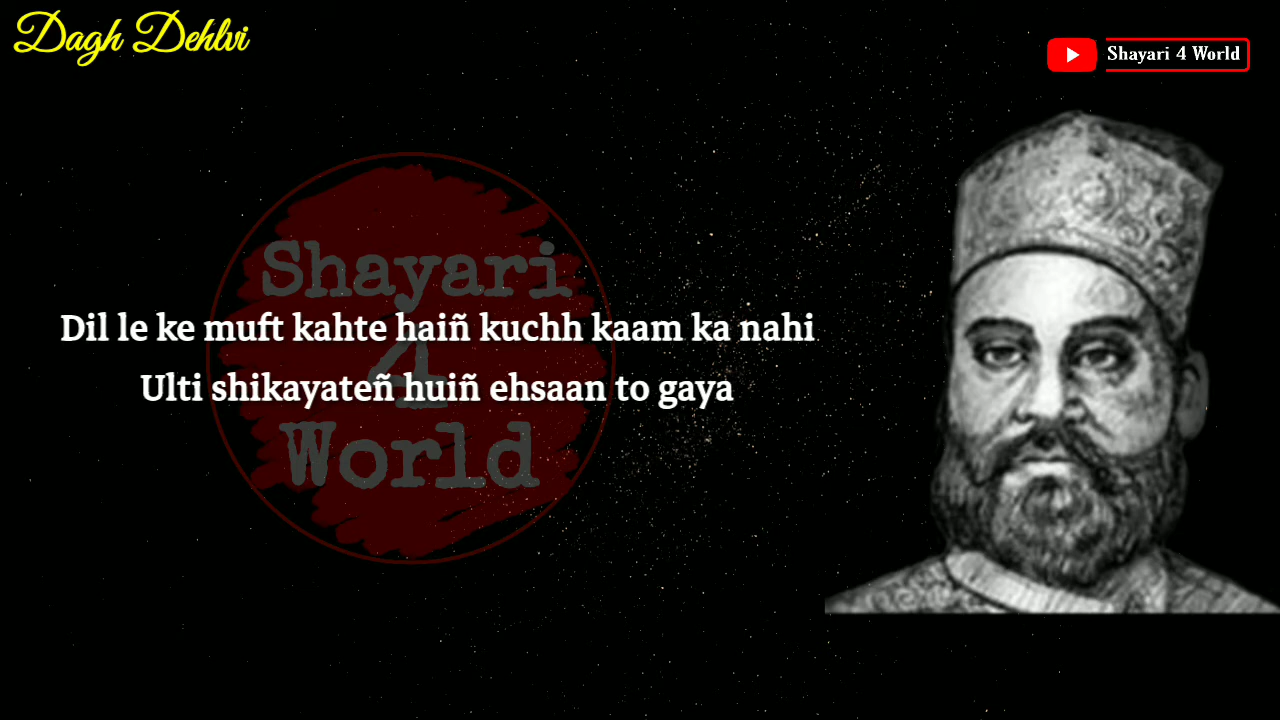 Dagh Dehlvi
Shayari 4 World
Shayari
4
World
Dil le ke muft kahte haiñ kuchh kaam ka nahi
Ulti shikayateñ huiñ ehsaan to gaya